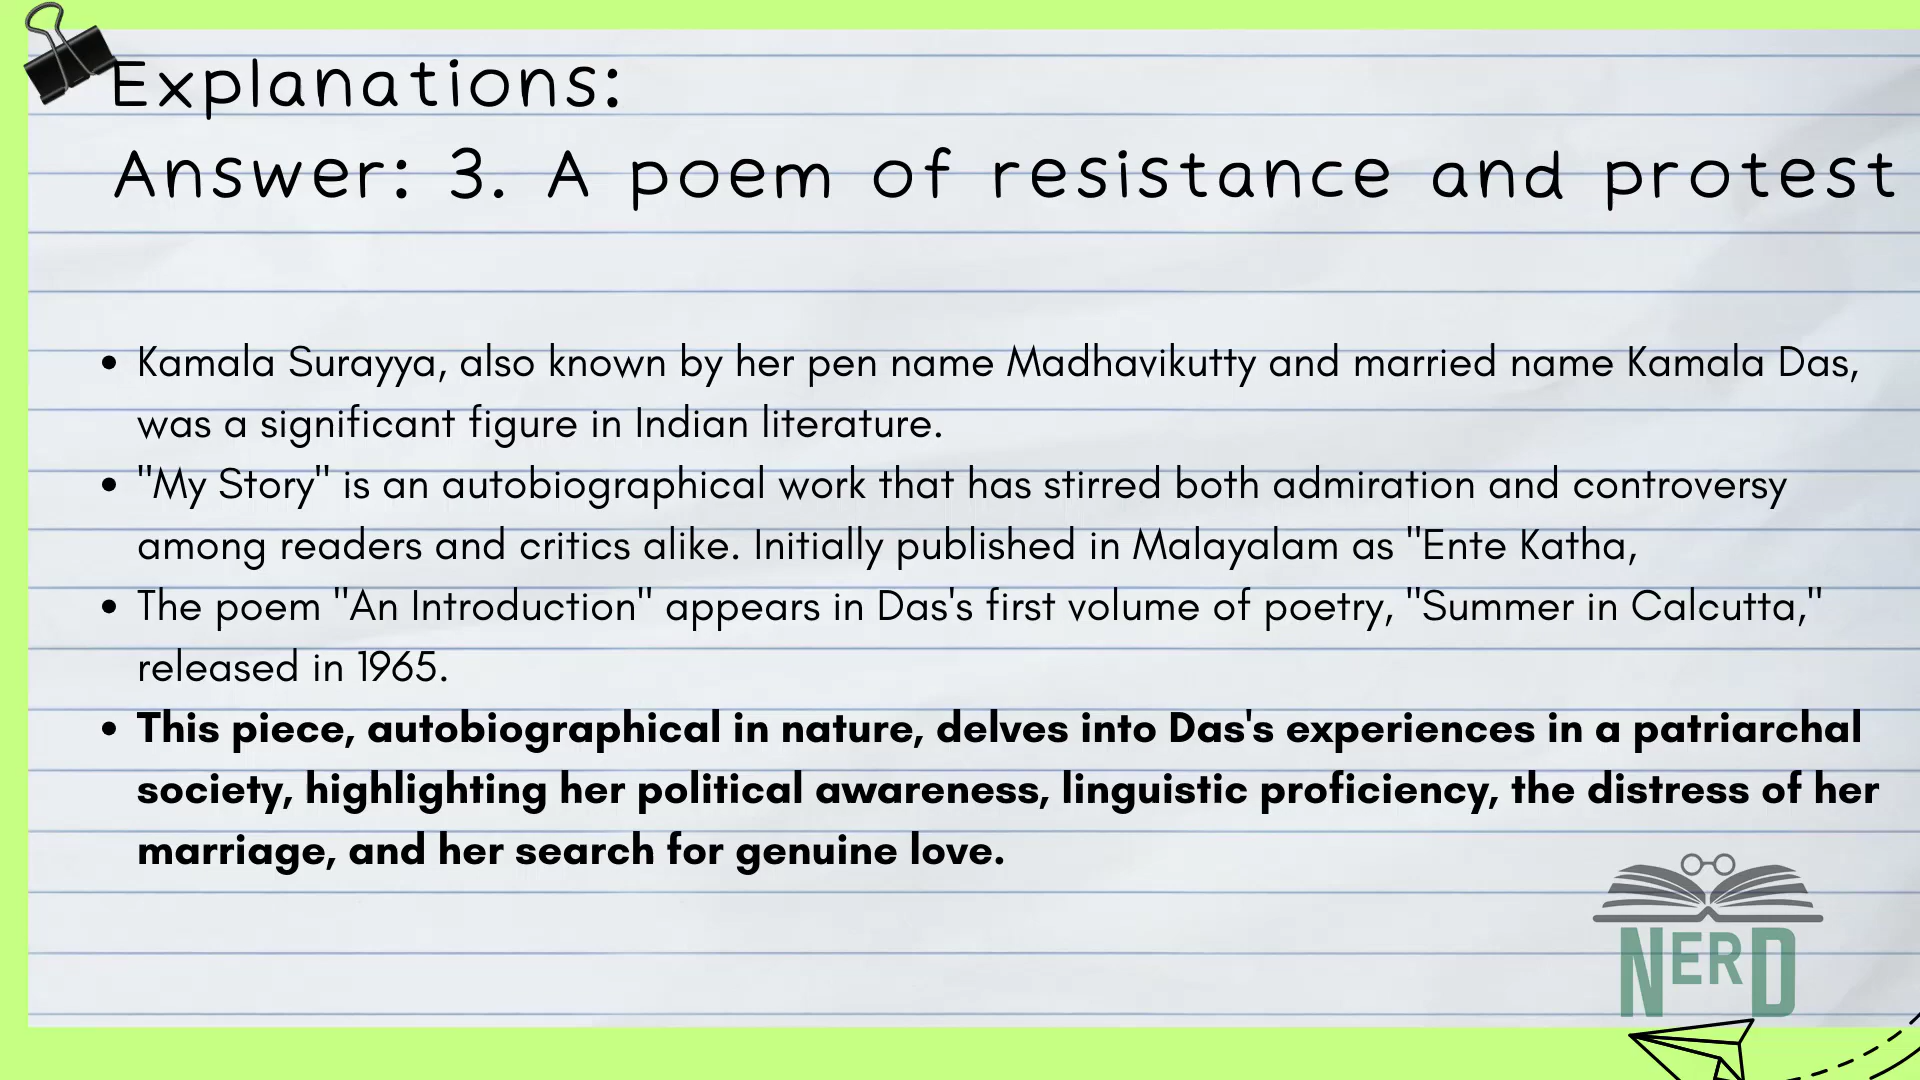 Explanations:
Answer: 3. A poem of resistance and protest
• Kamala Surayya, also known by her pen name Madhavikutty and married name Kamala Das,
was a significant figure in Indian literature.
• "My Story" is an autobiographical work that has stirred both admiration and controversy
among readers and critics alike. Initially published in Malayalam as "Ente Katha,
• The poem "An Introduction" appears in Das's first volume of poetry, "Summer in Calcutta,"
released in 1965.
• This piece, autobiographical in nature, delves into Das's experiences in a patriarchal
society, highlighting her political awareness, linguistic proficiency, the distress of her
marriage, and her search for genuine love.
NERD